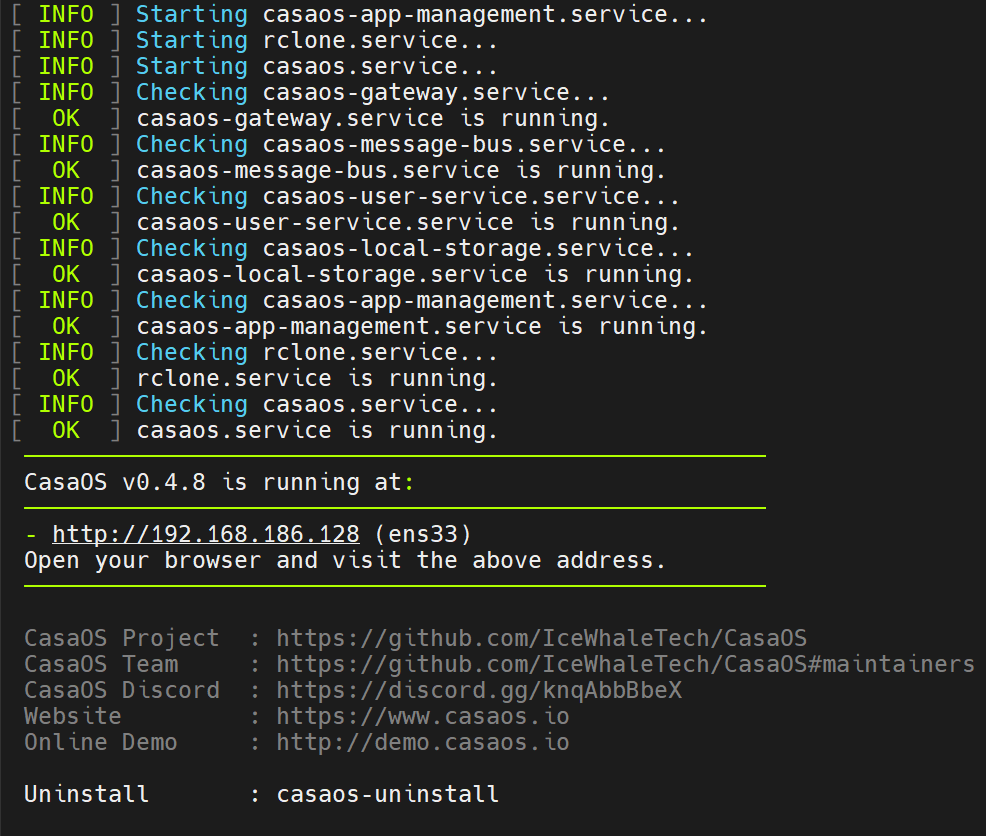 [ INFO ] Starting casaos-app-management.service...
[ INFO ] Starting rclone.service...
[ INFO ] Starting casaos.service...
[ INFO ] Checking casaos-gateway.service...
[  OK  ] casaos-gateway.service is running.
[ INFO ] Checking casaos-message-bus.service...
[  OK  ] casaos-message-bus.service is running.
[ INFO ] Checking casaos-user-service.service...
[  OK  ] casaos-user-service.service is running.
[ INFO ] Checking casaos-local-storage.service...
[  OK  ] casaos-local-storage.service is running.
[ INFO ] Checking casaos-app-management.service...
[  OK  ] casaos-app-management.service is running.
[ INFO ] Checking rclone.service...
[  OK  ] rclone.service is running.
[ INFO ] Checking casaos.service...
[  OK  ] casaos.service is running.
CasaOS v0.4.8 is running at:
- http://192.168.186.128 (ens33)
Open your browser and visit the above address.
CasaOS Project  : https://github.com/IceWhaleTech/CasaOS
CasaOS Team     : https://github.com/IceWhaleTech/CasaOS#maintainers
CasaOS Discord  : https://discord.gg/knqAbbBbeX
Website         : https://www.casaos.io
Online Demo     : http://demo.casaos.io
Uninstall       : casaos-uninstall